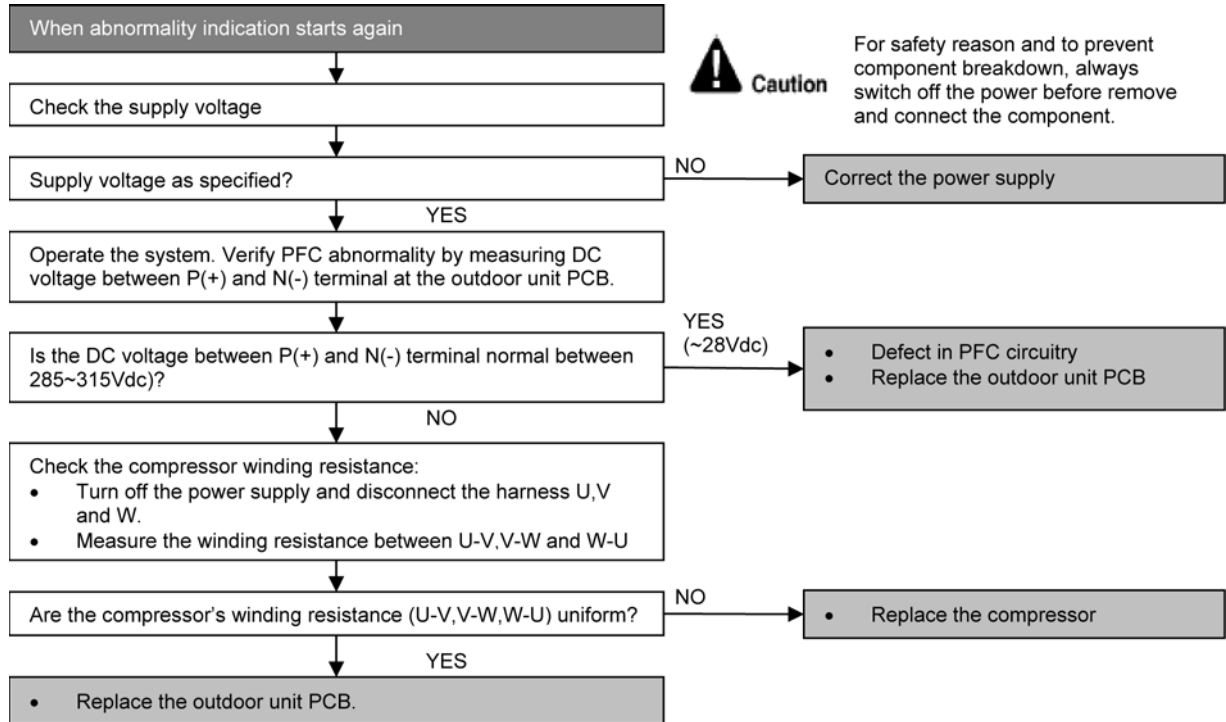 When abnormality indication starts again
Caution
For safety reason and to prevent
component breakdown, always
switch off the power before remove
and connect the component.
Check the supply voltage
Supply voltage as specified?
NO
Correct the power supply
YES
Operate the system. Verify PFC abnormality by measuring DC
voltage between P(+) and N(-) terminal at the outdoor unit PCB.
Is the DC voltage between P(+) and N(-) terminal normal between
285~315Vdc)?
YES
(~28Vdc)
• Defect in PFC circuitry
• Replace the outdoor unit PCB
NO
Check the compressor winding resistance:
• Turn off the power supply and disconnect the harness U,V
and W.
• Measure the winding resistance between U-V,V-W and W-U
Are the compressor’s winding resistance (U-V,V-W,W-U) uniform?
NO
• Replace the compressor
YES
• Replace the outdoor unit PCB.